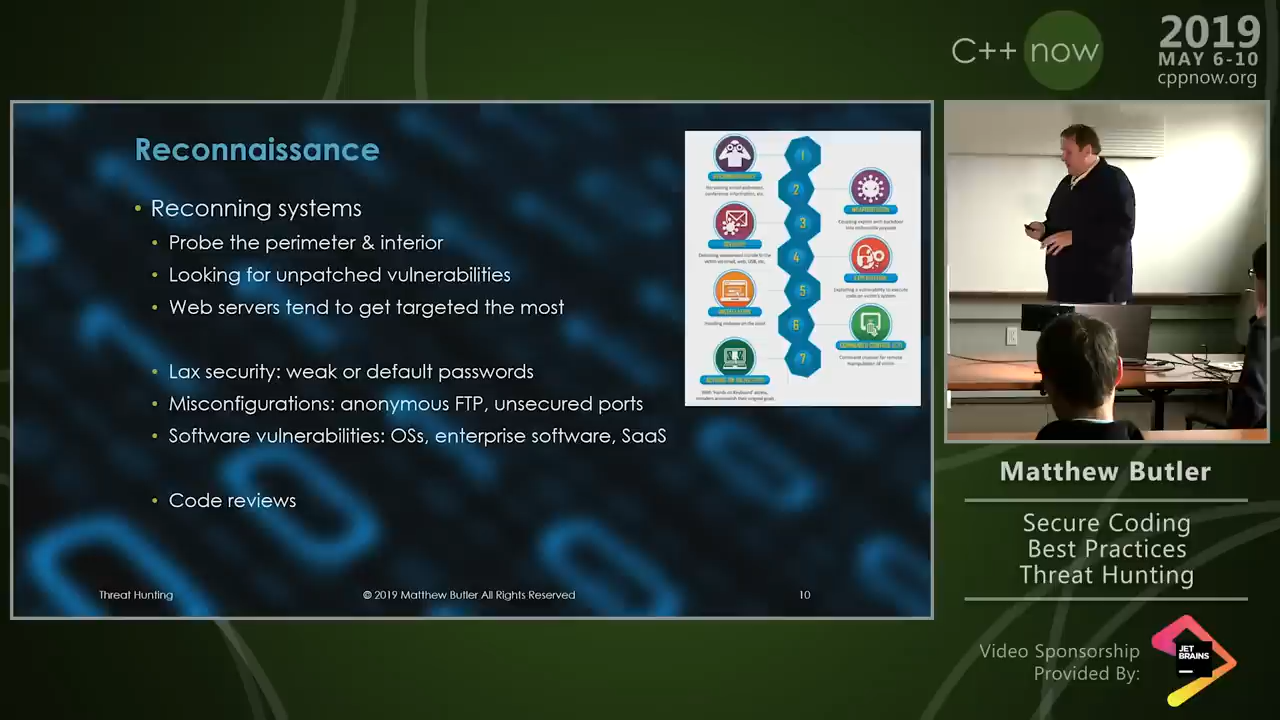 C++ now
2019
MAY 6-10
cppnow.org
Reconnaissance
• Reconning systems
• Probe the perimeter & interior
• Looking for unpatched vulnerabilities
• Web servers tend to get targeted the most
• Lax security: weak or default passwords
• Misconfigurations: anonymous FTP, unsecured ports
• Software vulnerabilities: OSs, enterprise software, SaaS
• Code reviews
1
2
3
4
5
6
7
Threat Hunting
© 2019 Matthew Butler All Rights Reserved
10
Matthew Butler
Secure Coding
Best Practices
Threat Hunting
Video Sponsorship
Provided By:
JET
BRAINS